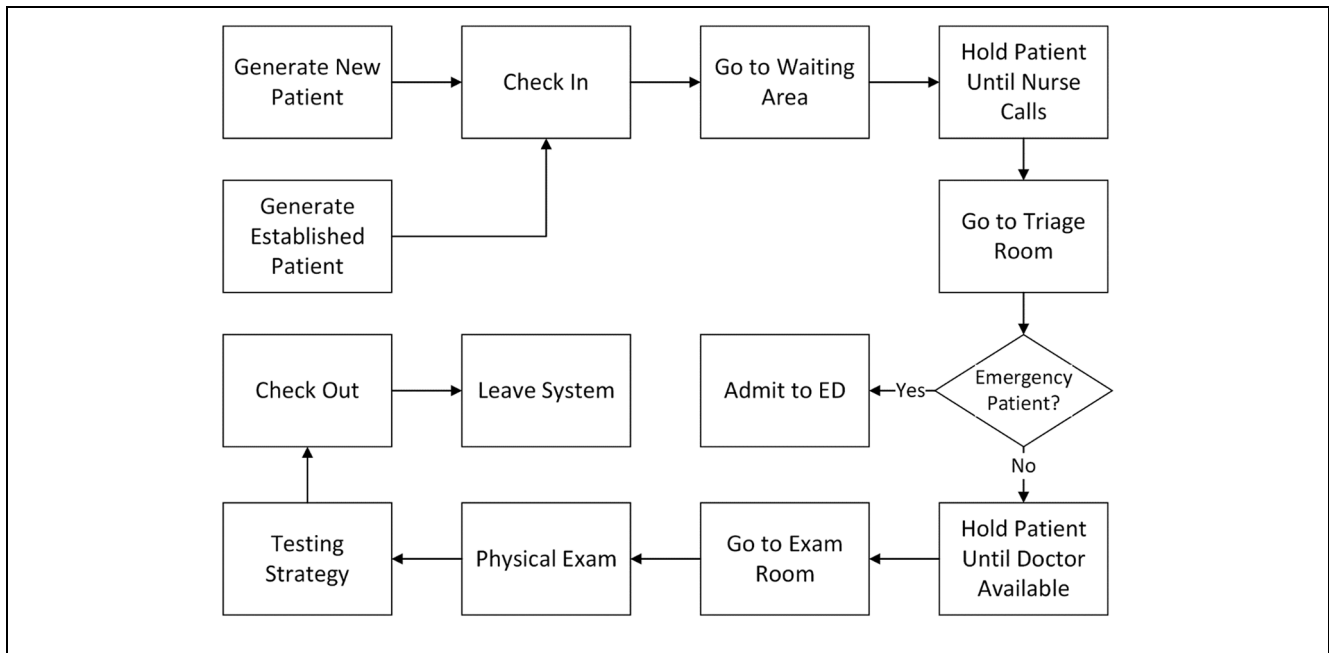 Generate New
Patient
Check In
Go to Waiting
Area
Hold Patient
Until Nurse
Calls
Generate
Established
Patient
Go to Triage
Room
Check Out
Leave System
Admit to ED
Yes
Emergency
Patient?
No
Testing
Strategy
Physical Exam
Go to Exam
Room
Hold Patient
Until Doctor
Available